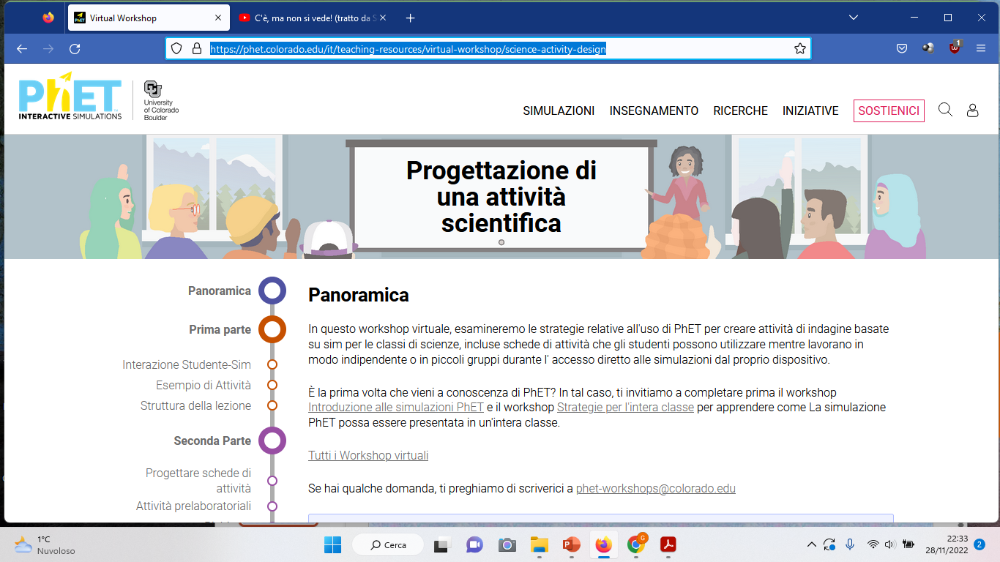 Virtual Workshop
C'è, ma non si vede! (tratto da S
https://phet.colorado.edu/it/teaching-resources/virtual-workshop/science-activity-design
1
PhET
INTERACTIVE SIMULATIONS
University
of Colorado
Boulder
SIMULAZIONI INSEGNAMENTO RICERCHE INIZIATIVE SOSTIENICI
Progettazione di
una attività
scientifica
Panoramica
Prima parte
Interazione Studente-Sim
Esempio di Attività
Struttura della lezione
Seconda Parte
Progettare schede di
attività
Attività prelaboratoriali
Panoramica
In questo workshop virtuale, esamineremo le strategie relative all'uso di PhET per creare attività di indagine basate
su sim per le classi di scienze, incluse schede di attività che gli studenti possono utilizzare mentre lavorano in
modo indipendente o in piccoli gruppi durante l' accesso diretto alle simulazioni dal proprio dispositivo.
È la prima volta che vieni a conoscenza di PhET? In tal caso, ti invitiamo a completare prima il workshop
Introduzione alle simulazioni PhET e il workshop Strategie per l'intera classe per apprendere come La simulazione
PhET possa essere presentata in un'intera classe.
Tutti i Workshop virtuali
Se hai qualche domanda, ti preghiamo di scriverici a phet-workshops@colorado.edu
1°C
Nuvoloso
Cerca
G
22:33
28/11/2022
2